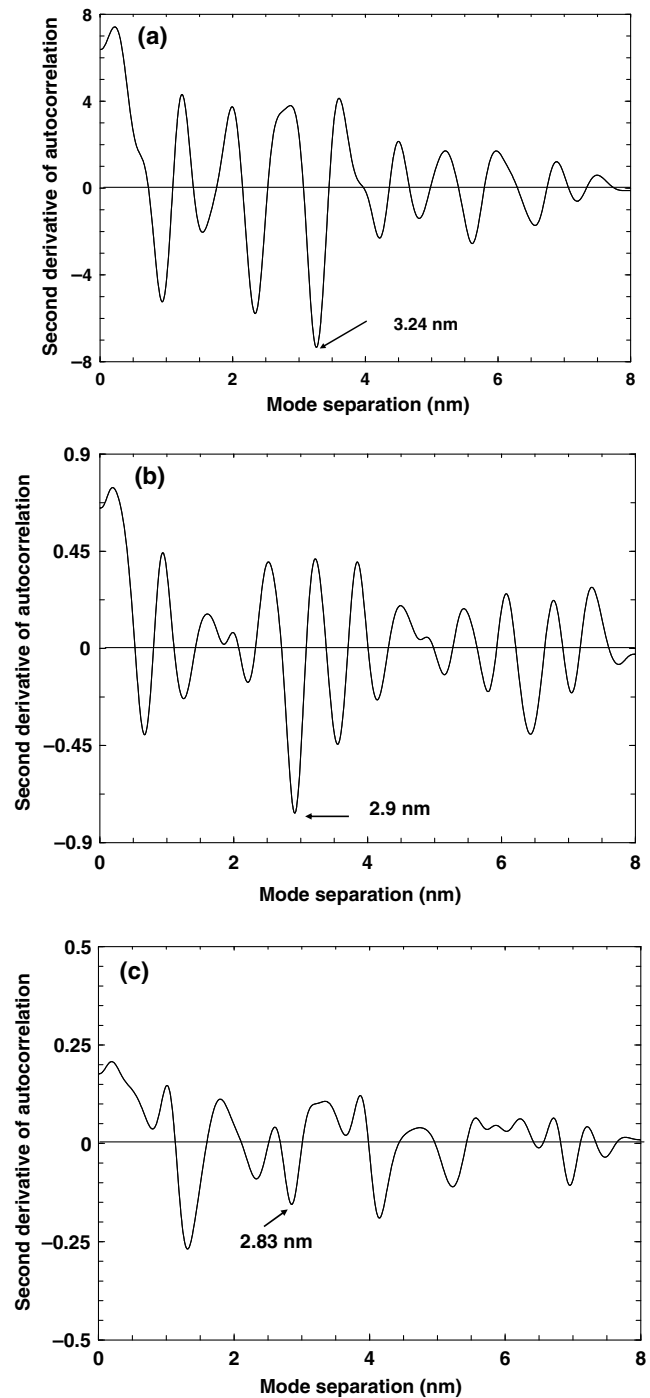 (a)
Second derivative of autocorrelation
8
4
0
−4
−8
3.24 nm
0
2
4
6
8
Mode separation (nm)
(b)
Second derivative of autocorrelation
0.9
0.45
0
−0.45
−0.9
2.9 nm
0
2
4
6
8
Mode separation (nm)
(c)
Second derivative of autocorrelation
0.5
0.25
0
−0.25
−0.5
2.83 nm
0
2
4
6
8
Mode separation (nm)